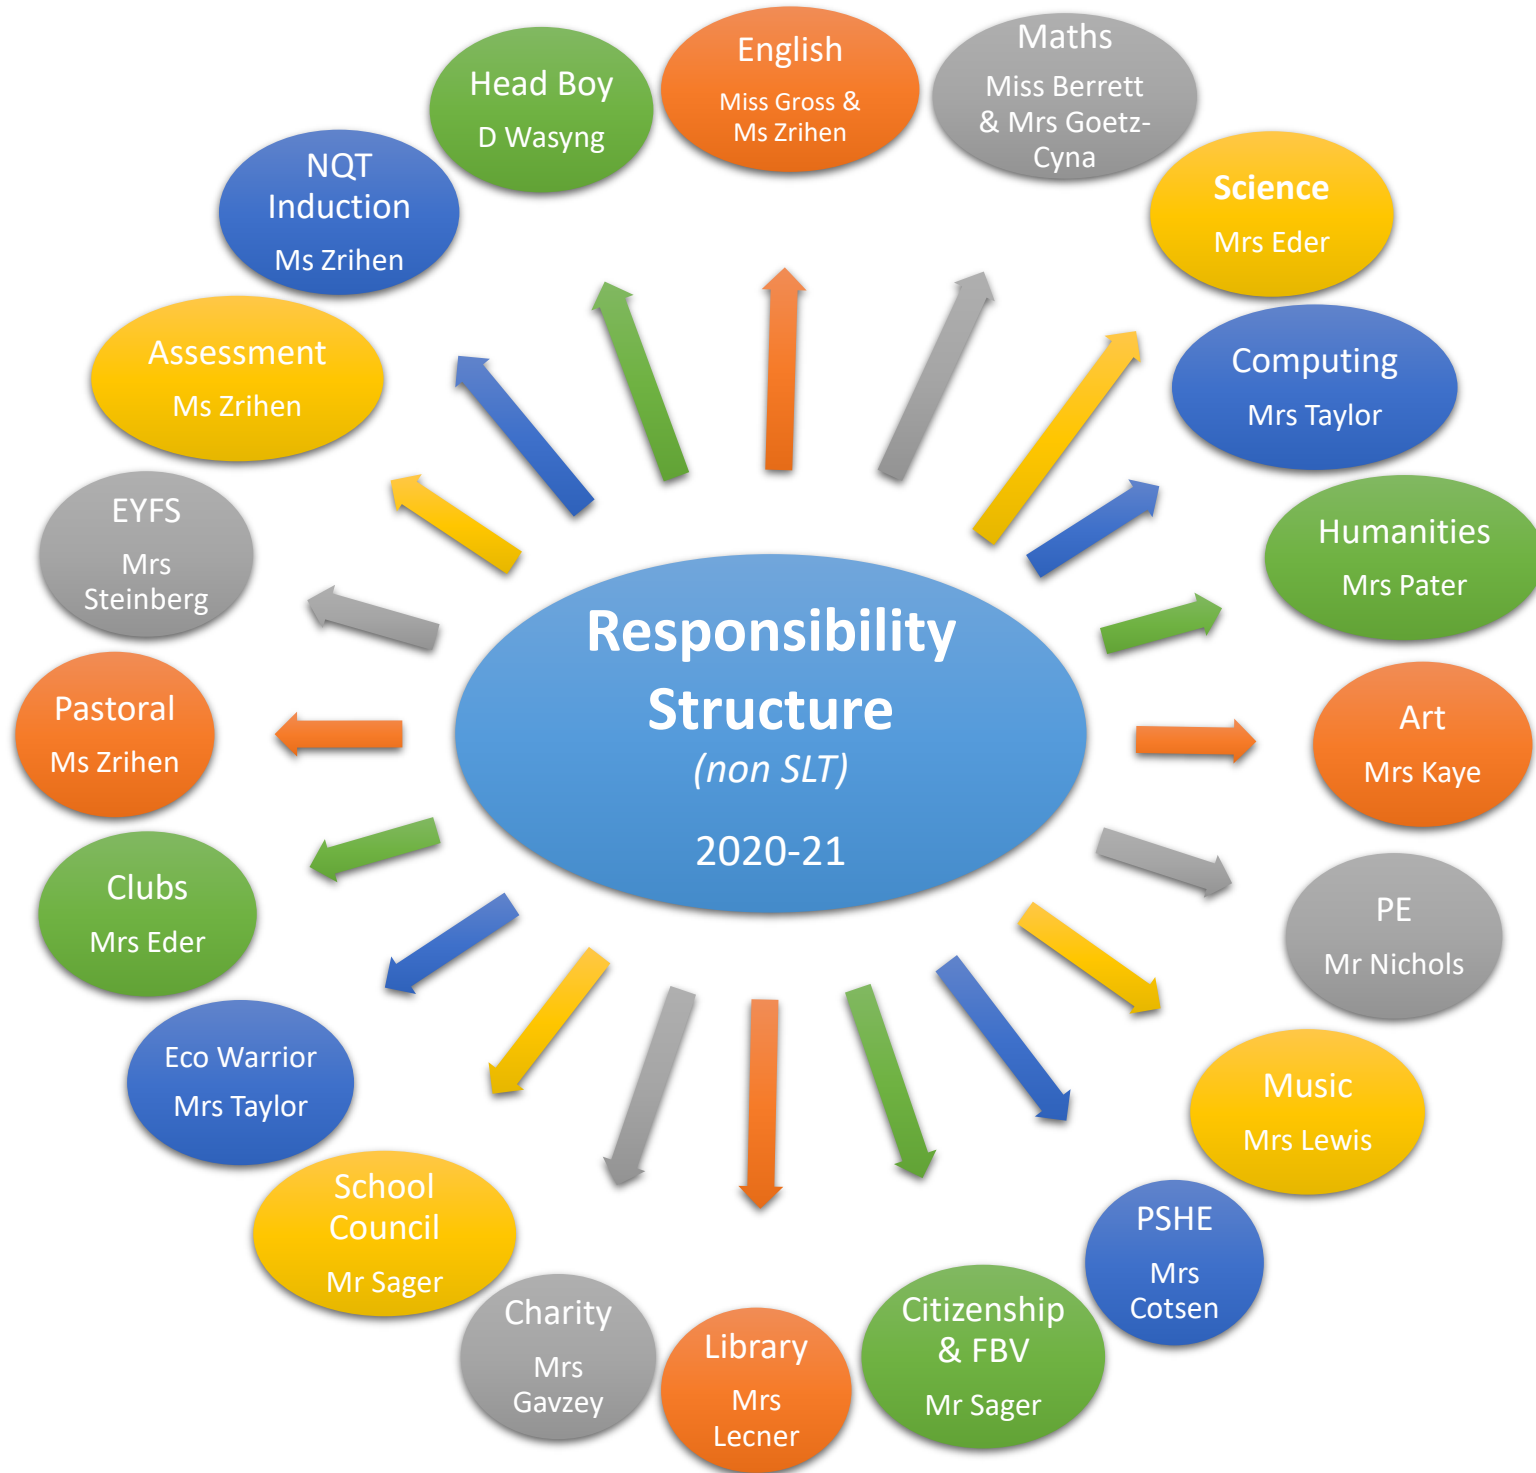 Responsibility
Structure
(non SLT)
2020-21
English
Miss Gross &
Ms Zrihen
Maths
Miss Berrett
& Mrs Goetz-
Cyna
Science
Mrs Eder
Computing
Mrs Taylor
Humanities
Mrs Pater
Art
Mrs Kaye
PE
Mr Nichols
Music
Mrs Lewis
PSHE
Mrs
Cotsen
Citizenship
& FBV
Mr Sager
Library
Mrs
Lecner
Charity
Mrs
Gavzey
School
Council
Mr Sager
Eco Warrior
Mrs Taylor
Clubs
Mrs Eder
Pastoral
Ms Zrihen
EYFS
Mrs
Steinberg
Assessment
Ms Zrihen
NQT
Induction
Ms Zrihen
Head Boy
D Wasyng